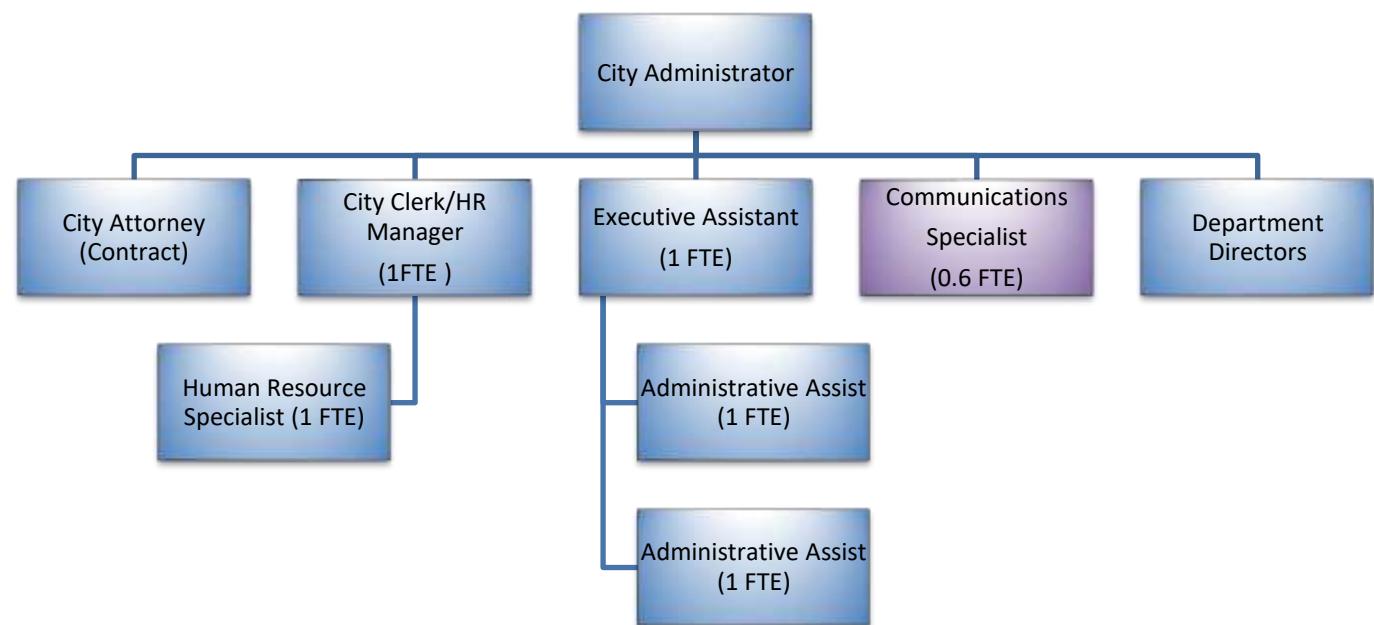 City Administrator
City Attorney
(Contract)
City Clerk/HR
Manager
(1FTE )
Executive Assistant
(1 FTE)
Communications
Specialist
(0.6 FTE)
Department
Directors
Human Resource
Specialist (1 FTE)
Administrative Assist
(1 FTE)
Administrative Assist
(1 FTE)